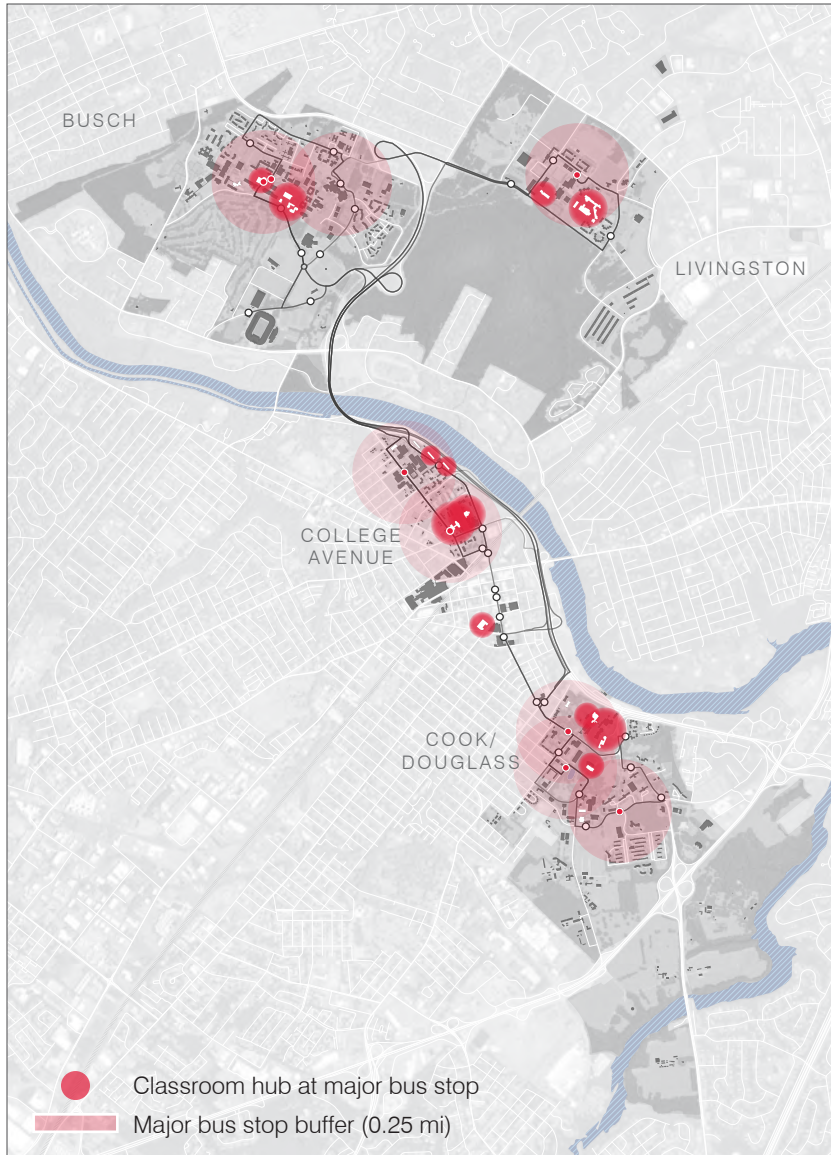 BUSCH
LIVINGSTON
COLLEGE
AVENUE
COOK/
DOUGLASS
Classroom hub at major bus stop
Major bus stop buffer (0.25 mi)